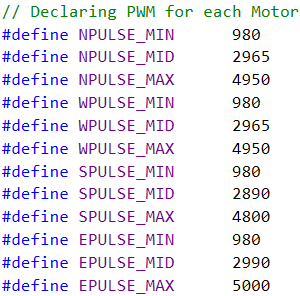 // Declaring PWM for each Motor
#define NPULSE_MIN 980
#define NPULSE_MID 2965
#define NPULSE_MAX 4950
#define WPULSE_MIN 980
#define WPULSE_MID 2965
#define WPULSE_MAX 4950
#define SPULSE_MIN 980
#define SPULSE_MID 2890
#define SPULSE_MAX 4800
#define EPULSE_MIN 980
#define EPULSE_MID 2990
#define EPULSE_MAX 5000